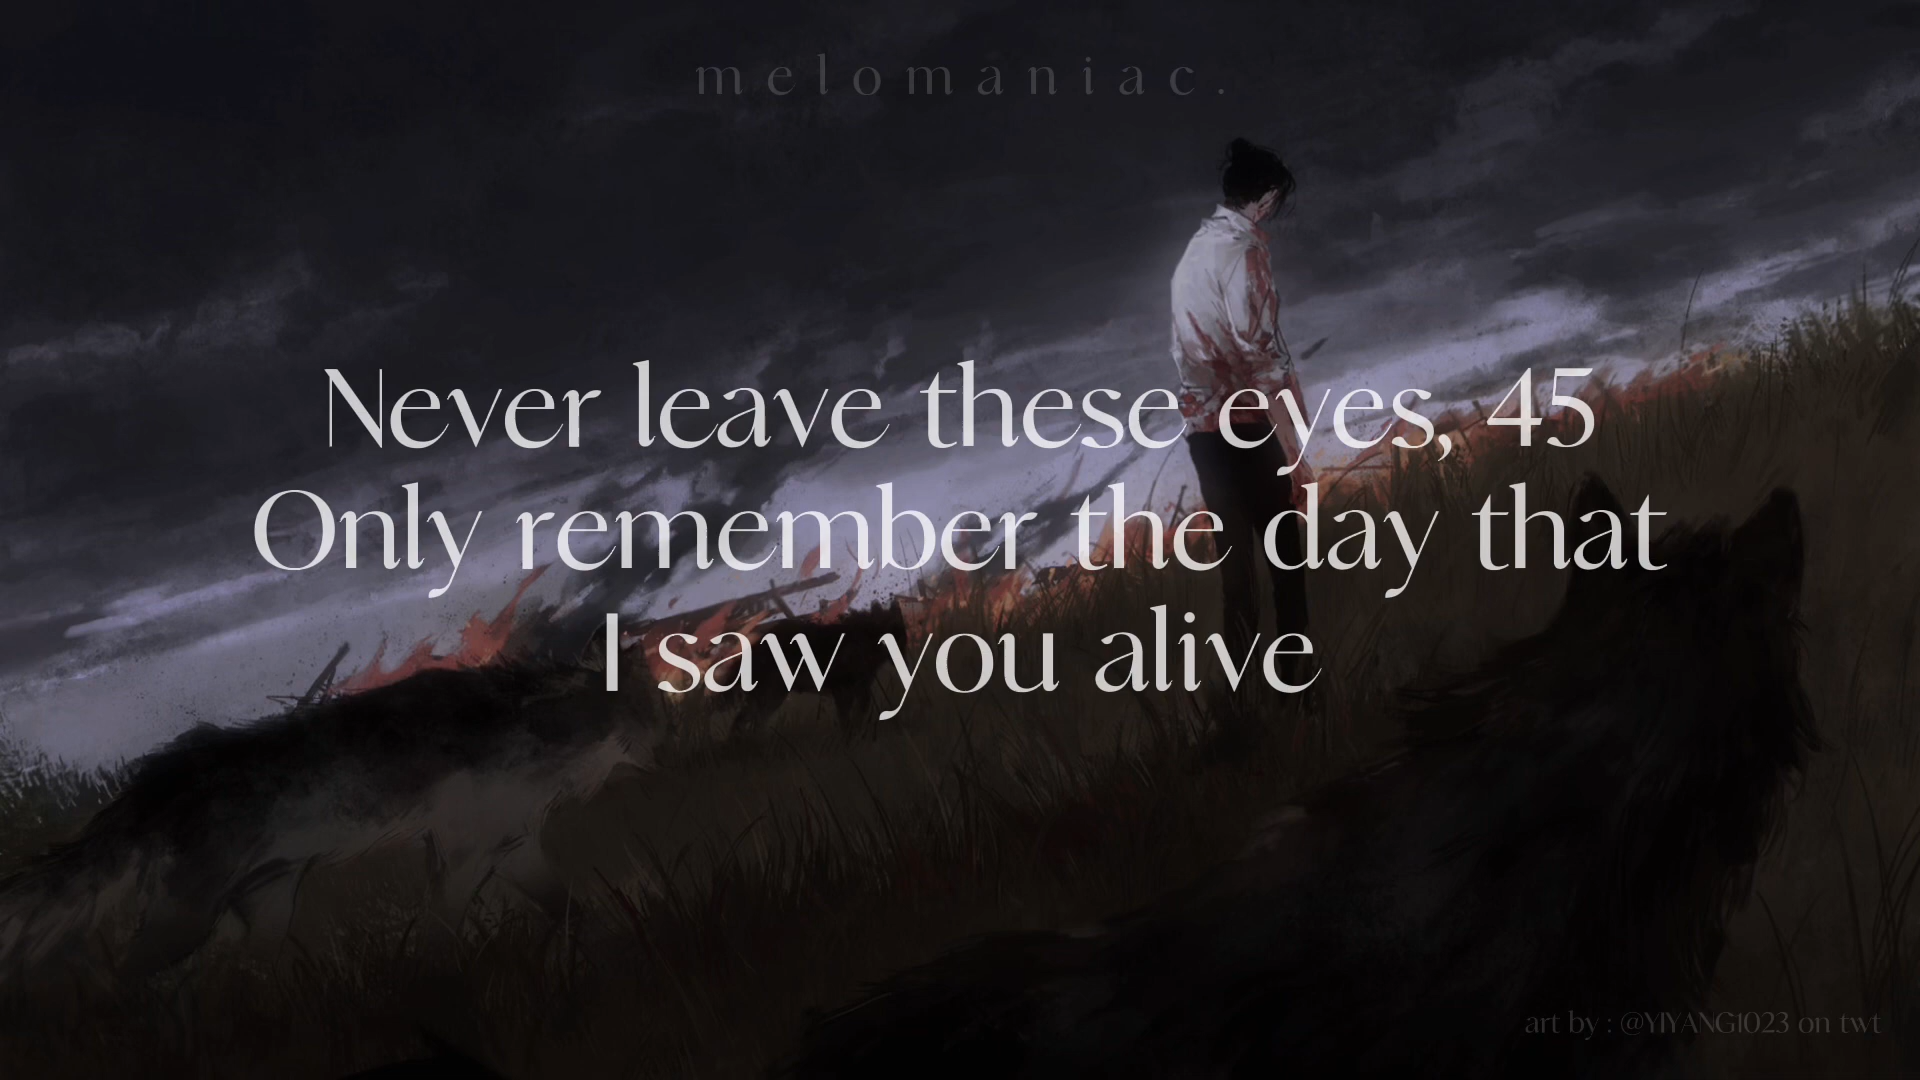 melomaniac.
Never leave these eyes, 45
Only remember the day that
I saw you alive
art by : @YIYANG1023 on twt